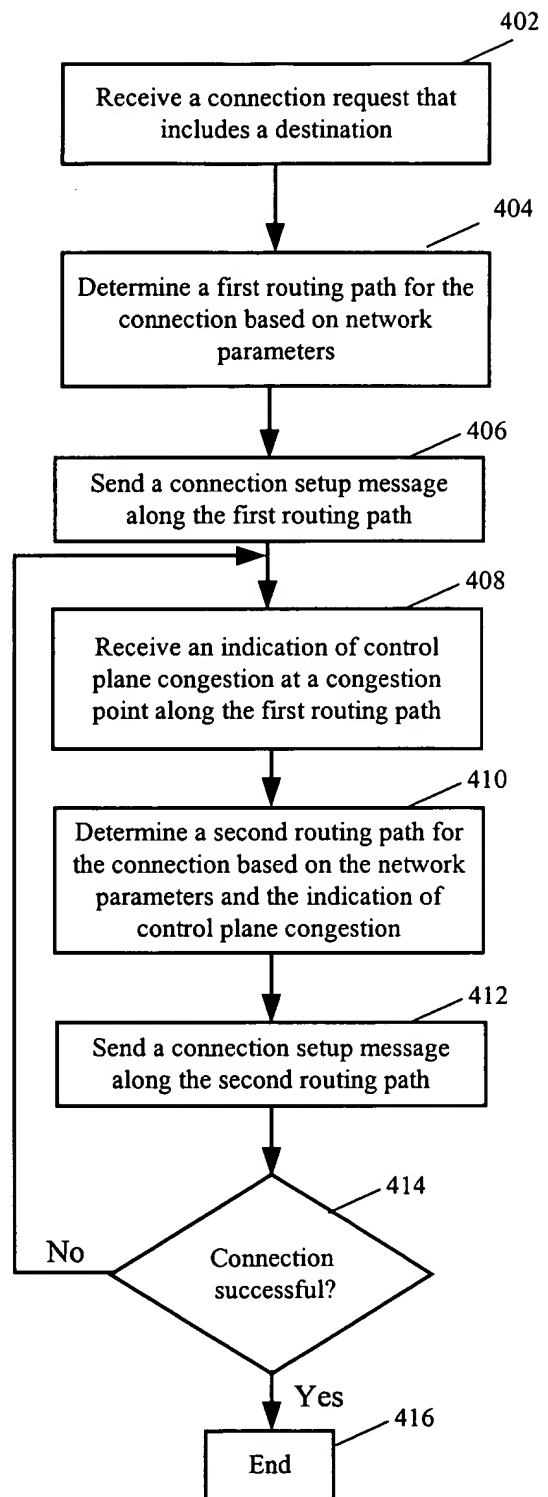 402
Receive a connection request that
includes a destination
404
Determine a first routing path for the
connection based on network
parameters
406
Send a connection setup message
along the first routing path
408
Receive an indication of control
plane congestion at a congestion
point along the first routing path
410
Determine a second routing path for
the connection based on the network
parameters and the indication of
control plane congestion
412
Send a connection setup message
along the second routing path
414
Connection
successful?
No
Yes
416
End